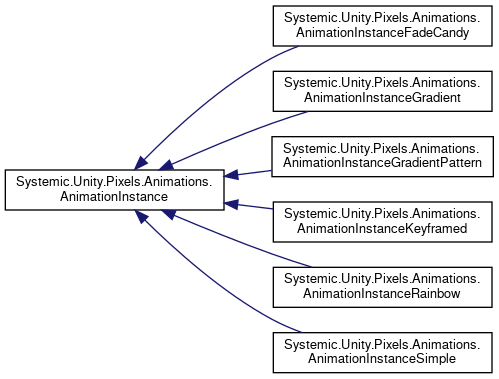 Systemic.Unity.Pixels.Animations.
AnimationInstanceFadeCandy
Systemic.Unity.Pixels.Animations.
AnimationInstanceGradient
Systemic.Unity.Pixels.Animations.
AnimationInstanceGradientPattern
Systemic.Unity.Pixels.Animations.
AnimationInstance
Systemic.Unity.Pixels.Animations.
AnimationInstanceKeyframed
Systemic.Unity.Pixels.Animations.
AnimationInstanceRainbow
Systemic.Unity.Pixels.Animations.
AnimationInstanceSimple